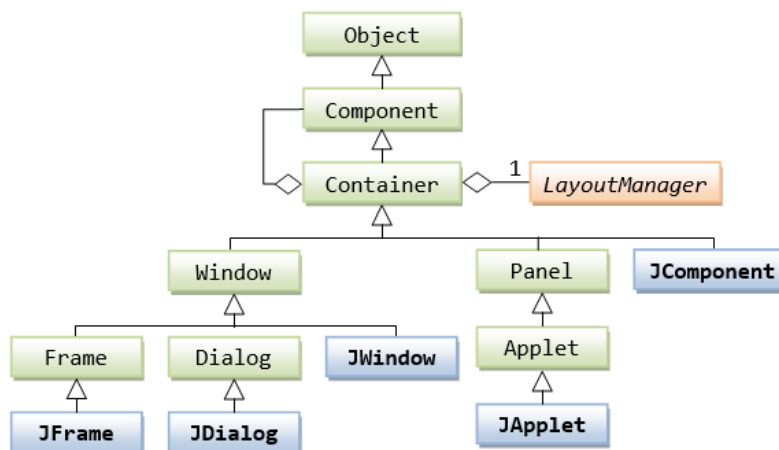 Object
Component
Container
1
LayoutManager
Window
Panel
JComponent
Frame
Dialog
JWindow
Applet
JFrame
JDialog
JApplet